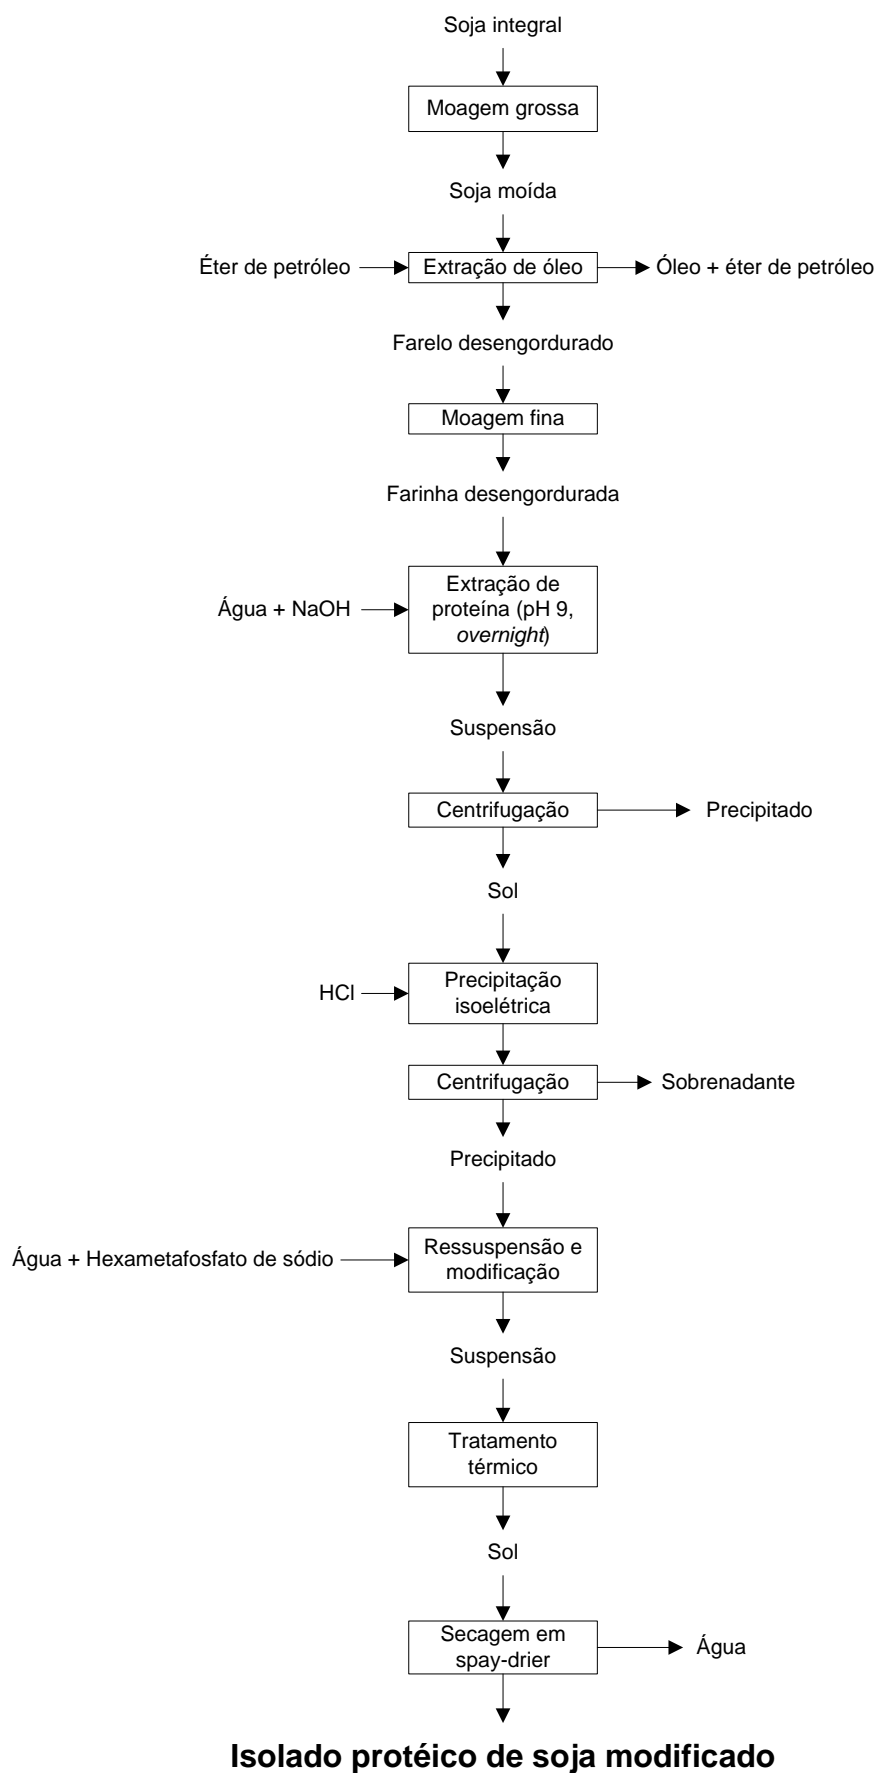 Soja integral
Moagem grossa
Soja moída
Éter de petróleo
Extração de óleo
Óleo + éter de petróleo
Farelo desengordurado
Moagem fina
Farinha desengordurada
Água + NaOH
Extração de
proteína (pH 9,
overnight)
Suspensão
Centrifugação
Precipitado
Sol
HCl
Precipitação
isoelétrica
Centrifugação
Sobrenadante
Precipitado
Água + Hexametafosfato de sódio
Ressuspensão e
modificação
Suspensão
Tratamento
térmico
Sol
Secagem em
spay-drier
Água
Isolado protéico de soja modificado